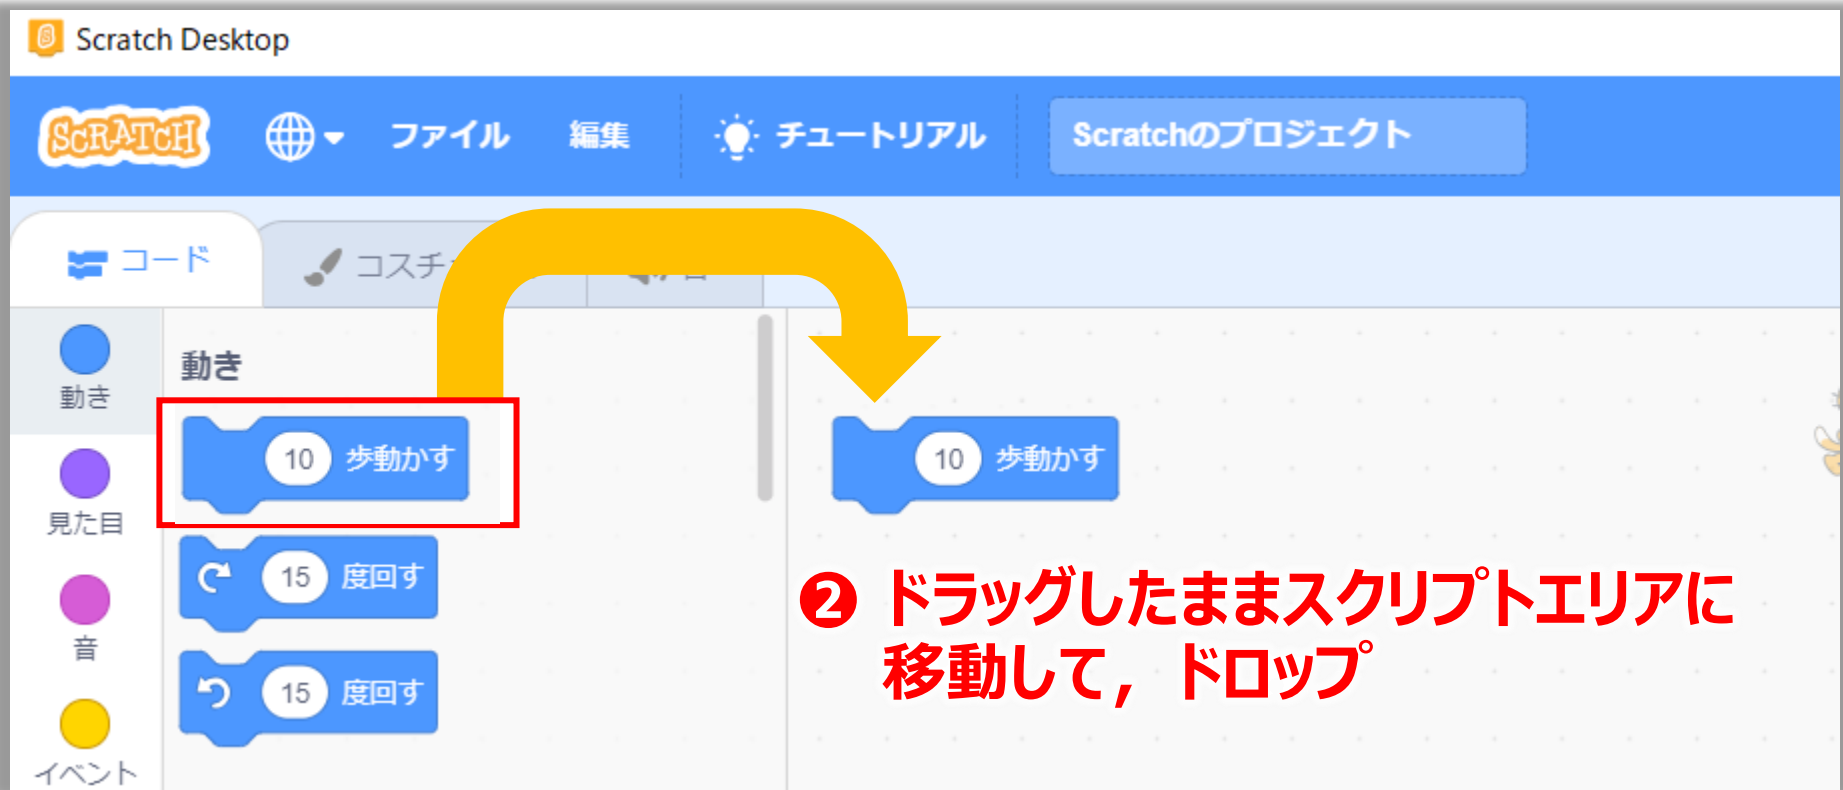 Scratch Desktop
SCRATCH ファイル 編集 チュートリアル Scratchのプロジェクト
コード コスチ 音
動き
動き
10 歩動かす
10 歩動かす
見た目
15 度回す
❷ ドラッグしたままスクリプトエリアに
移動して，ドロップ
音
15 度回す
イベント